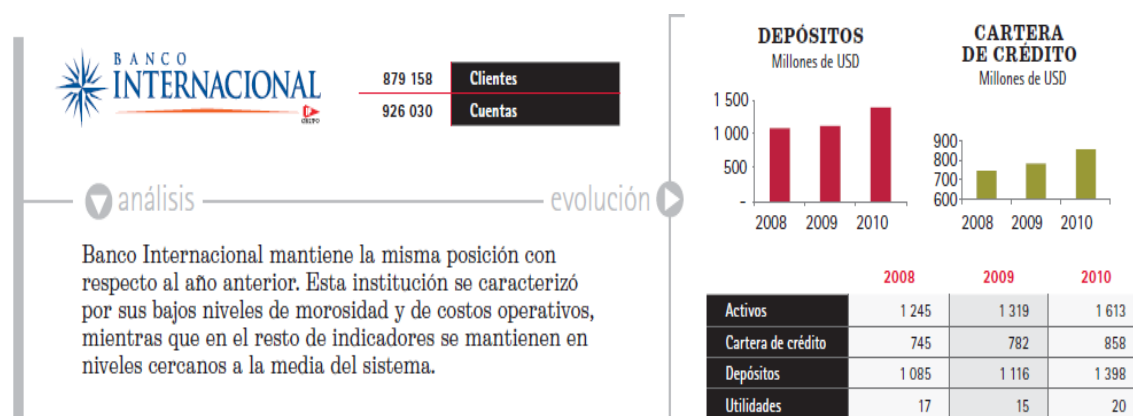 BANCO
INTERNACIONAL
GRUPO
879 158 Clientes
926 030 Cuentas
análisis
evolución
Banco Internacional mantiene la misma posición con
respecto al año anterior. Esta institución se caracterizó
por sus bajos niveles de morosidad y de costos operativos,
mientras que en el resto de indicadores se mantienen en
niveles cercanos a la media del sistema.
DEPÓSITOS
Millones de USD
1 500
1 000
500
-
2008 2009 2010
CARTERA
DE CRÉDITO
Millones de USD
900
800
700
600
2008 2009 2010
2008 2009 2010
Activos 1 245 1 319 1 613
Cartera de crédito 745 782 858
Depósitos 1 085 1 116 1 398
Utilidades 17 15 20